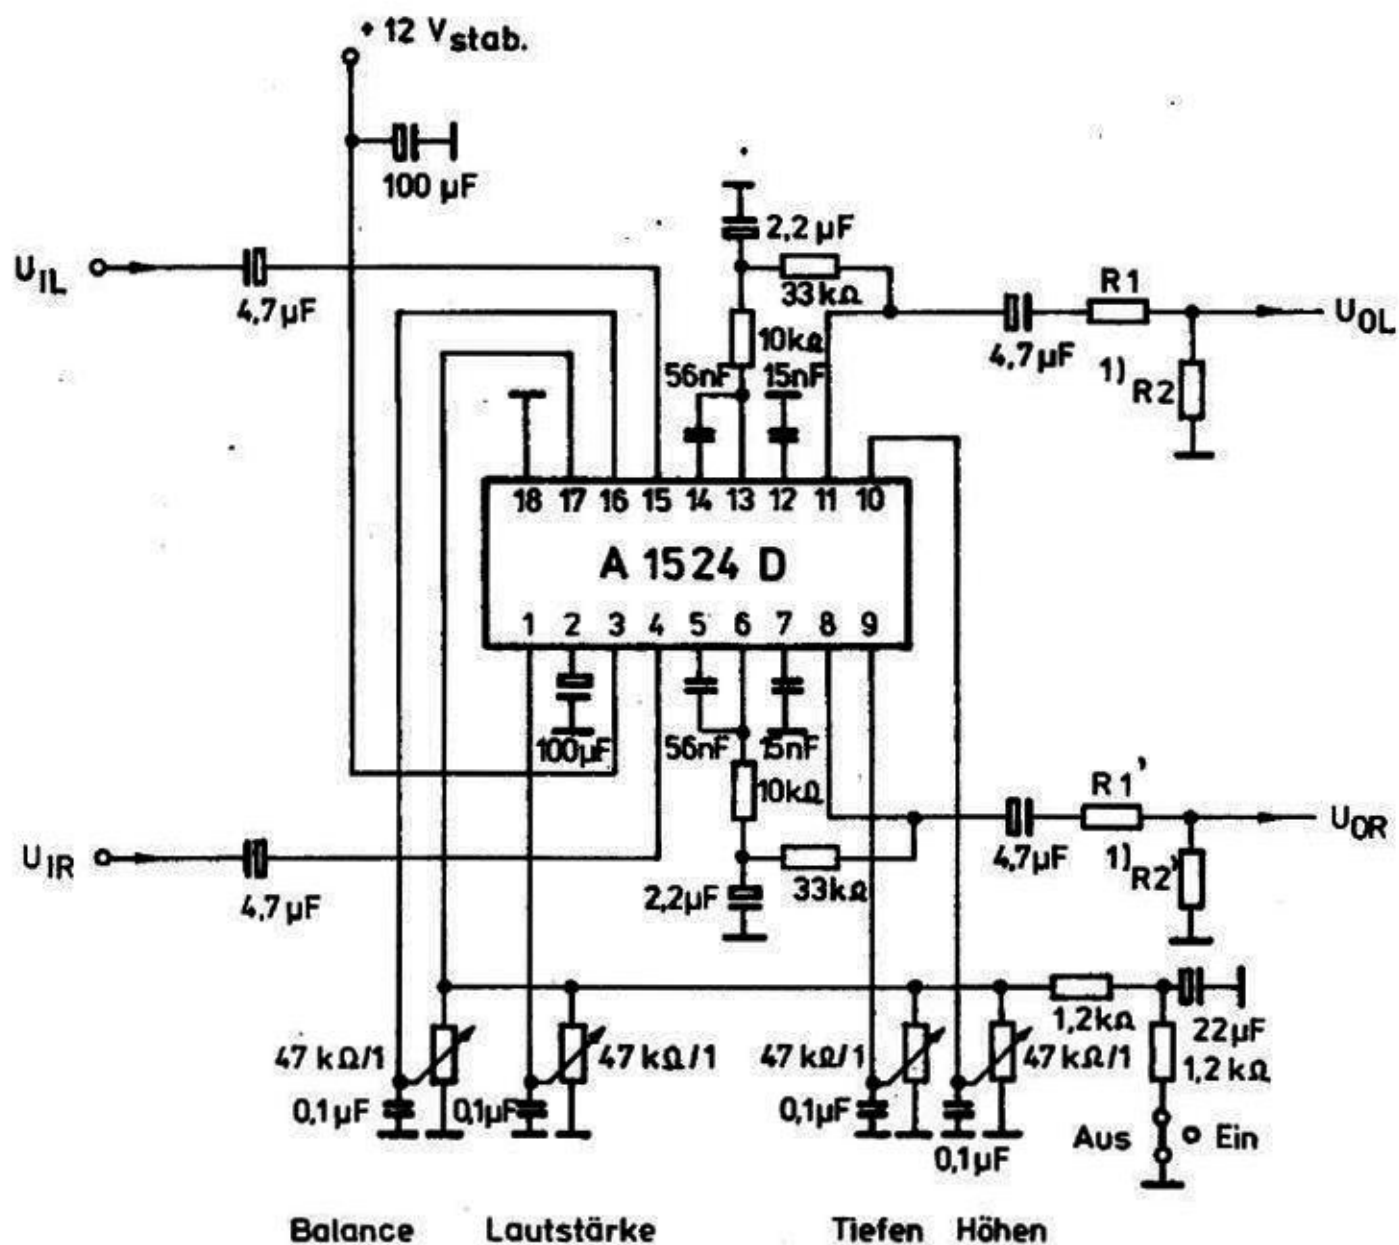 + 12 Vstab.
100 µF
2,2 µF
UIL
33kΩ
R1
4,7µF
UOL
10kΩ
4,7µF
56nF
15nF
1) R2
18 17 16 15 14 13 12 11 10
A 1524 D
1 2 3 4 5 6 7 8 9
100µF
56nF
15nF
10kΩ
R1'
UOR
UIR
4,7µF
1) R2'
4,7µF
2,2µF
33kΩ
1,2kΩ
22µF
47 kΩ/1
47 kΩ/1
47 kΩ/1
47 kΩ/1
1,2 kΩ
0,1µF
0,1µF
0,1µF
Aus
Ein
0,1µF
Balance
Lautstärke
Tiefen
Höhen